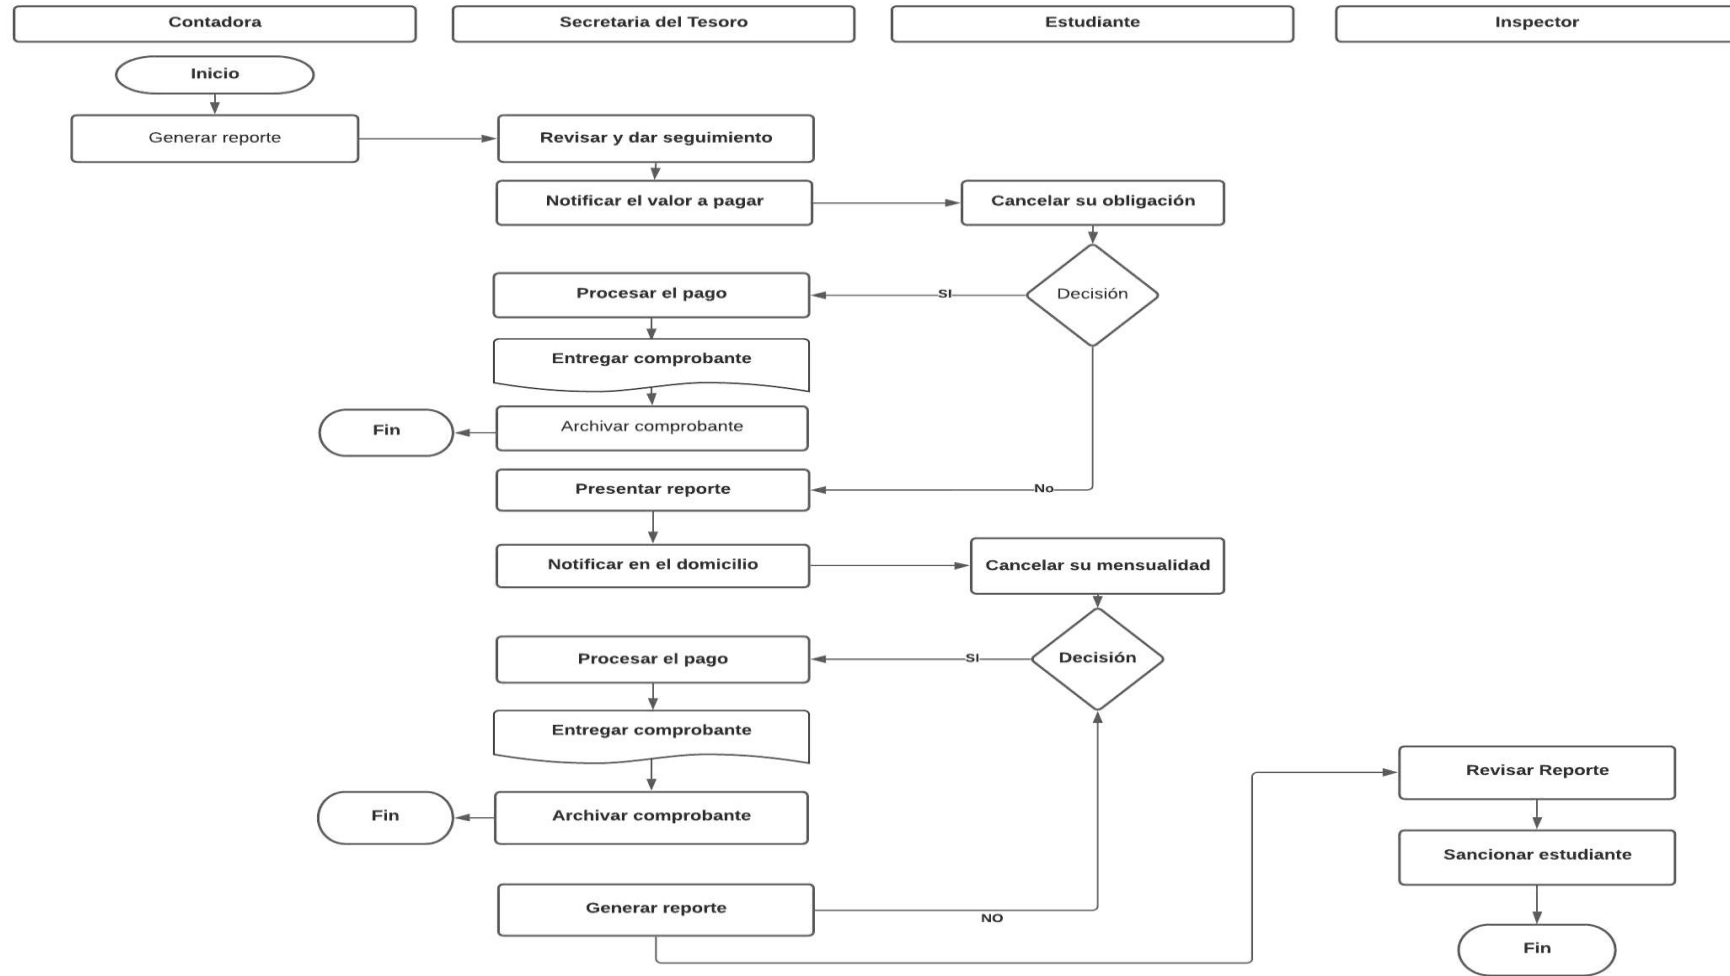 Contadora
Secretaria del Tesoro
Estudiante
Inspector
Inicio
Generar reporte
Revisar y dar seguimiento
Notificar el valor a pagar
Cancelar su obligación
Decisión
SI
Procesar el pago
Entregar comprobante
Archivar comprobante
Fin
No
Presentar reporte
Notificar en el domicilio
Cancelar su mensualidad
Decisión
SI
Procesar el pago
Entregar comprobante
Archivar comprobante
Fin
Generar reporte
NO
Revisar Reporte
Sancionar estudiante
Fin